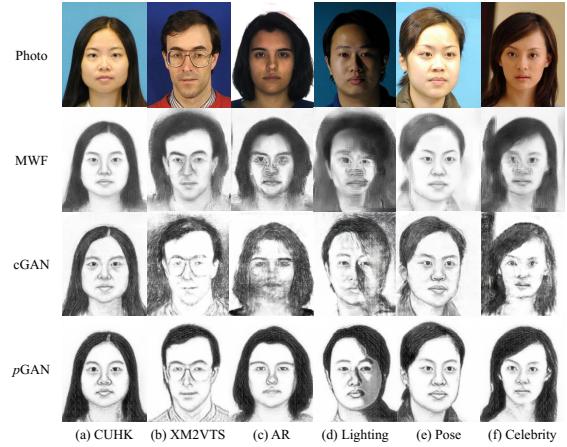 Photo
MWF
cGAN
pGAN
(a) CUHK (b) XM2VTS (c) AR (d) Lighting (e) Pose (f) Celebrity